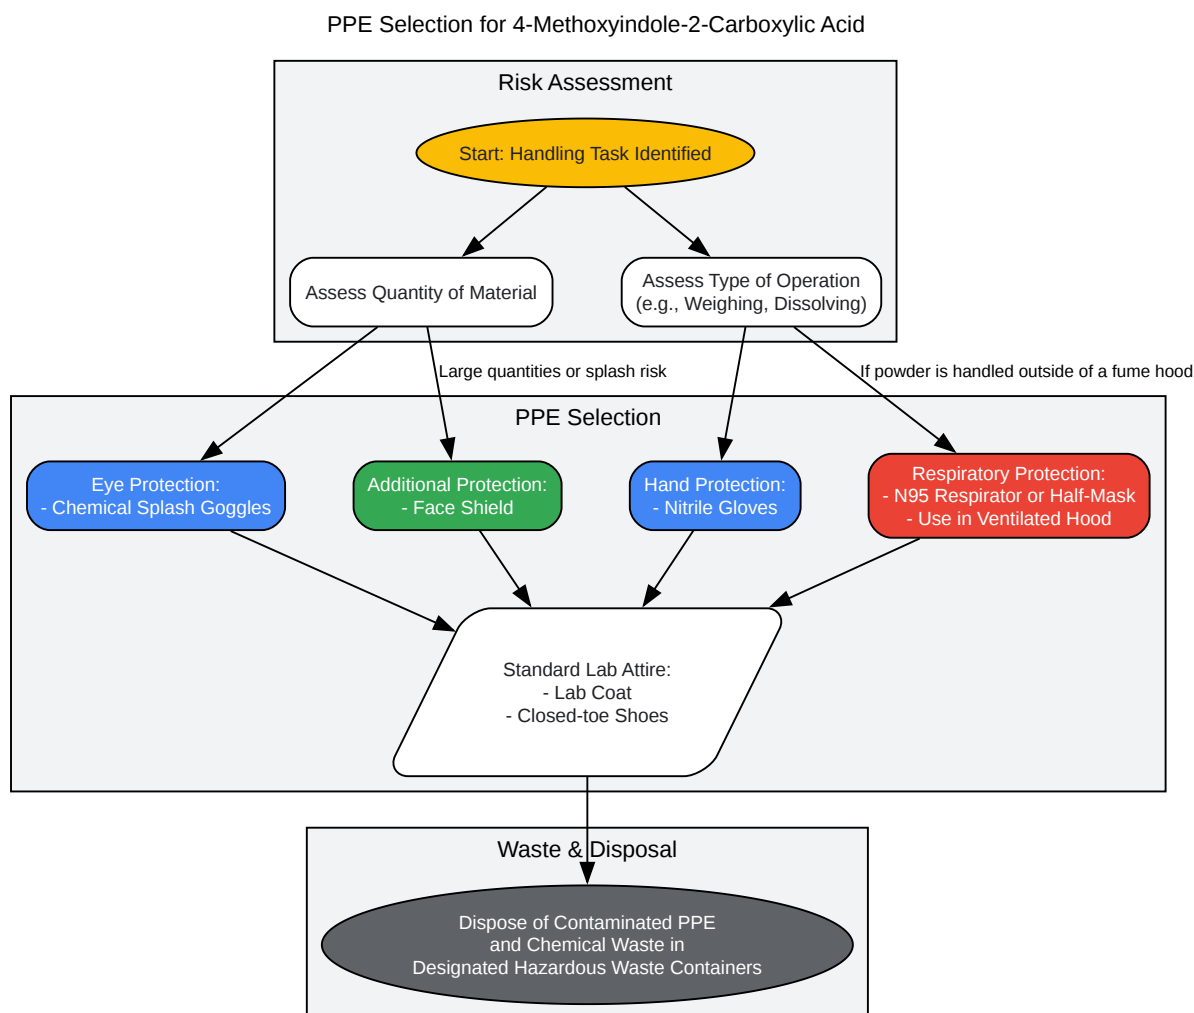 PPE Selection for 4-Methoxyindole-2-Carboxylic Acid
Risk Assessment
Start: Handling Task Identified
Assess Quantity of Material
Assess Type of Operation
(e.g., Weighing, Dissolving)
Large quantities or splash risk
If powder is handled outside of a fume hood
PPE Selection
Eye Protection:
- Chemical Splash Goggles
Additional Protection:
- Face Shield
Hand Protection:
- Nitrile Gloves
Respiratory Protection:
- N95 Respirator or Half-Mask
- Use in Ventilated Hood
Standard Lab Attire:
- Lab Coat
- Closed-toe Shoes
Waste & Disposal
Dispose of Contaminated PPE
and Chemical Waste in
Designated Hazardous Waste Containers